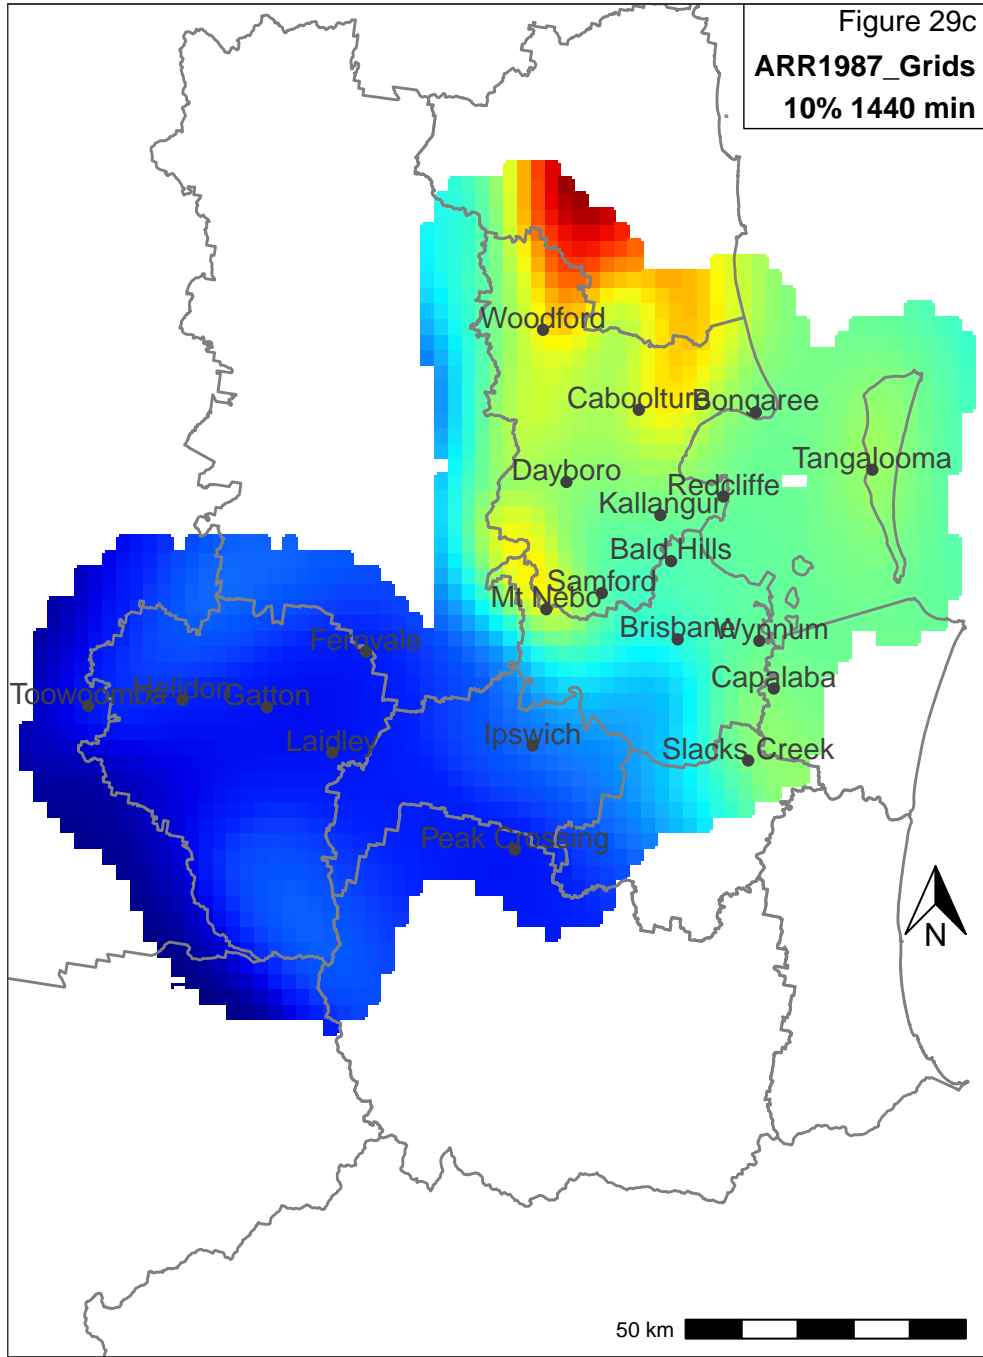 Figure 29c
ARR1987_Grids
10% 1440 min
Woodford
Caboolture
Bongaree
Tangalooma
Dayboro
Redcliffe
Kallangur
Bald Hills
Samford
Mt Nebo
Brisbane
Wynnum
Fernvale
Capalaba
Toowoomba
Helidon
Gatton
Laidley
Ipswich
Slacks Creek
Peak Crossing
N
50 km